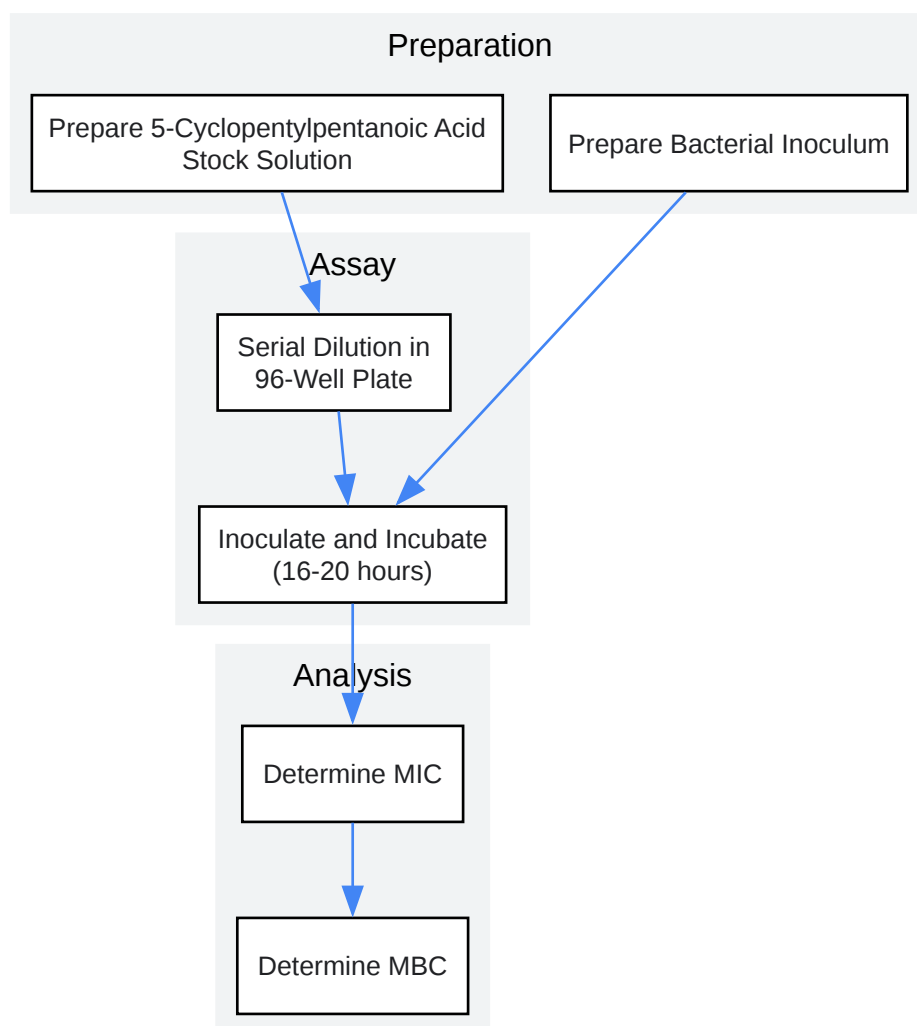 Preparation
Prepare 5-Cyclopentylpentanoic Acid
Stock Solution
Prepare Bacterial Inoculum
Assay
Serial Dilution in
96-Well Plate
Inoculate and Incubate
(16-20 hours)
Analysis
Determine MIC
Determine MBC